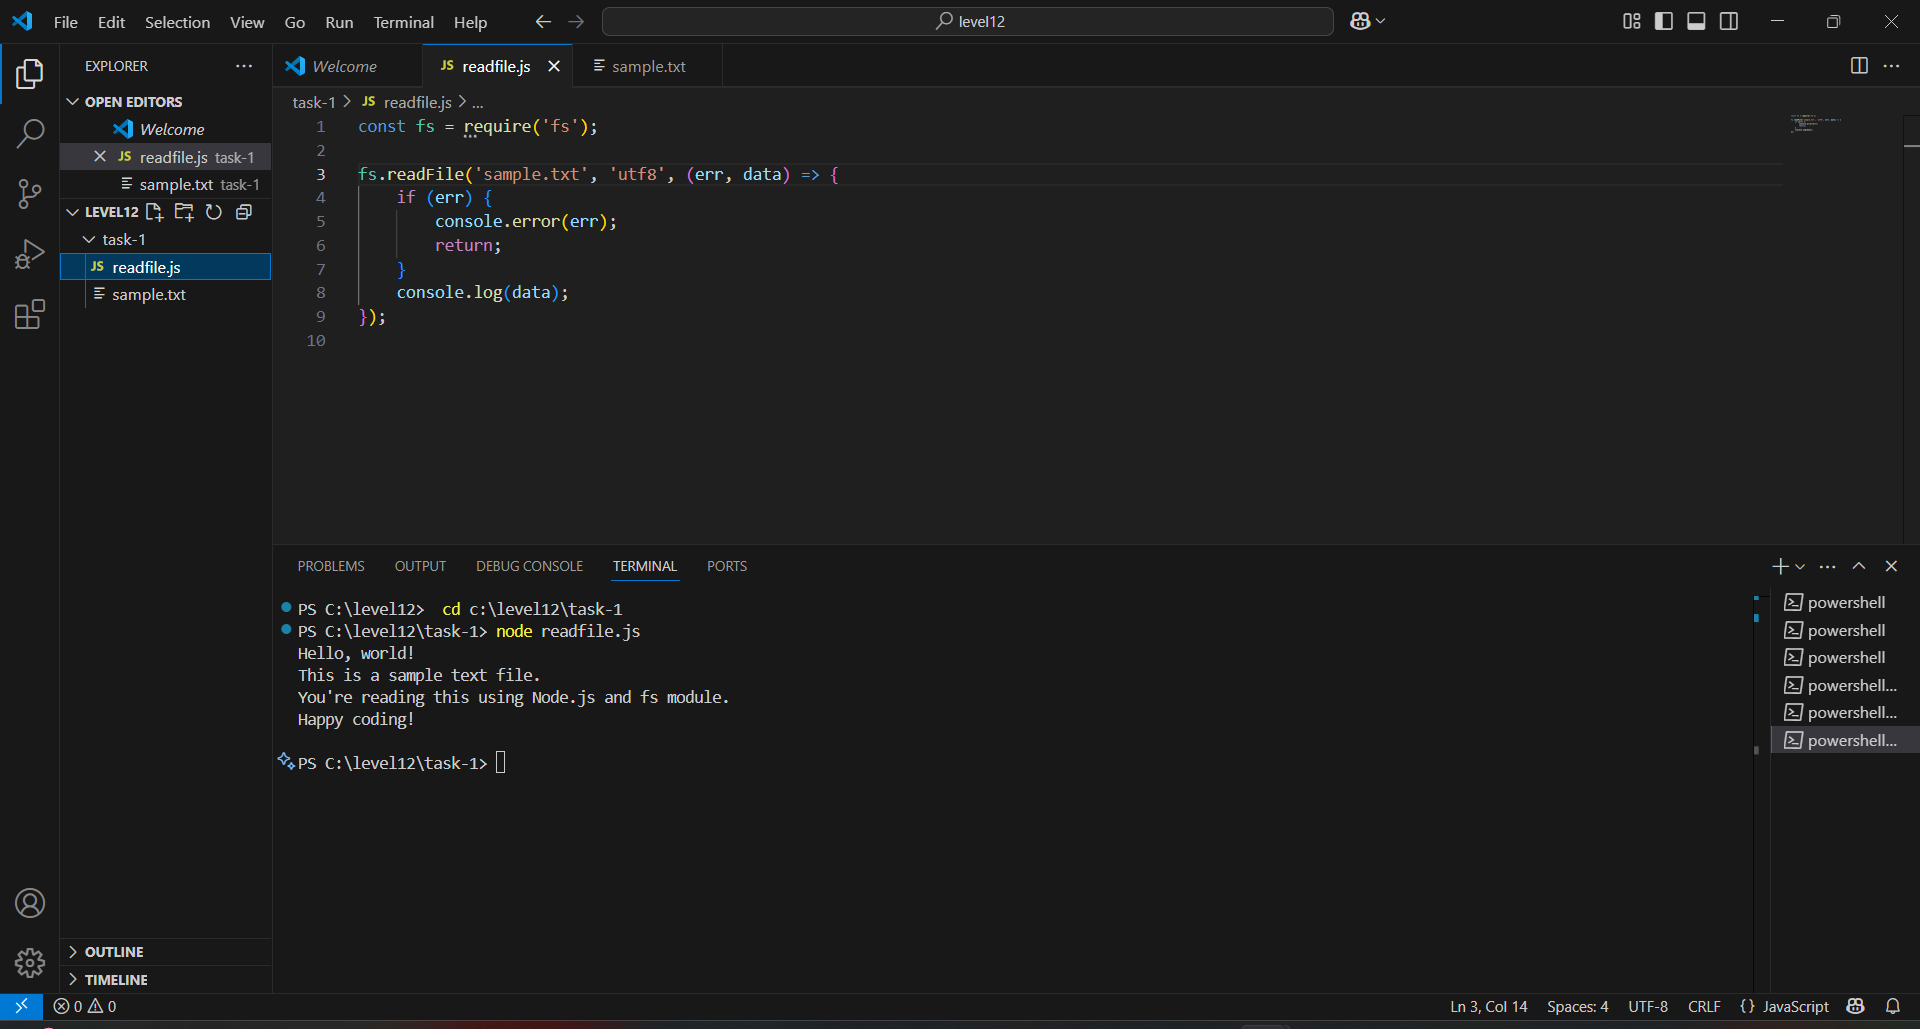 File Edit Selection View Go Run Terminal Help
level12
EXPLORER
OPEN EDITORS
Welcome
JS readfile.js task-1
sample.txt task-1
LEVEL12
task-1
JS readfile.js
sample.txt
OUTLINE
TIMELINE
Welcome
JS readfile.js
sample.txt
task-1 > JS readfile.js > ...
1 const fs = require('fs');
2
3 fs.readFile('sample.txt', 'utf8', (err, data) => {
4 if (err) {
5 console.error(err);
6 return;
7 }
8 console.log(data);
9 });
10
PROBLEMS OUTPUT DEBUG CONSOLE TERMINAL PORTS
PS C:\level12> cd c:\level12\task-1
PS C:\level12\task-1> node readfile.js
Hello, world!
This is a sample text file.
You're reading this using Node.js and fs module.
Happy coding!
PS C:\level12\task-1>
powershell
powershell
powershell
powershell...
powershell...
powershell...
0 0
Ln 3, Col 14 Spaces: 4 UTF-8 CRLF {} JavaScript